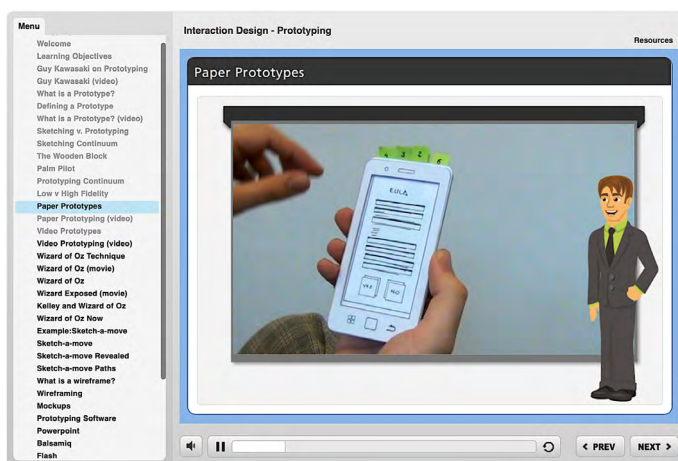 Menu
Welcome
Learning Objectives
Guy Kawasaki on Prototyping
Guy Kawasaki (video)
What is a Prototype?
Defining a Prototype
What is a Prototype? (video)
Sketching v. Prototyping
Sketching Continuum
The Wooden Block
Palm Pilot
Prototyping Continuum
Low v High Fidelity
Paper Prototypes
Paper Prototyping (video)
Video Prototypes
Video Prototyping (video)
Wizard of Oz Technique
Wizard of Oz (movie)
Wizard of Oz
Wizard Exposed (movie)
Kelley and Wizard of Oz
Wizard of Oz Now
Example:Sketch-a-move
Sketch-a-move
Sketch-a-move Revealed
Sketch-a-move Paths
What is a wireframe?
Wireframing
Mockups
Prototyping Software
Powerpoint
Balsamiq
Flash
Interaction Design - Prototyping
Resources
Paper Prototypes
3 2 6
EULA
YES NO
< PREV NEXT >